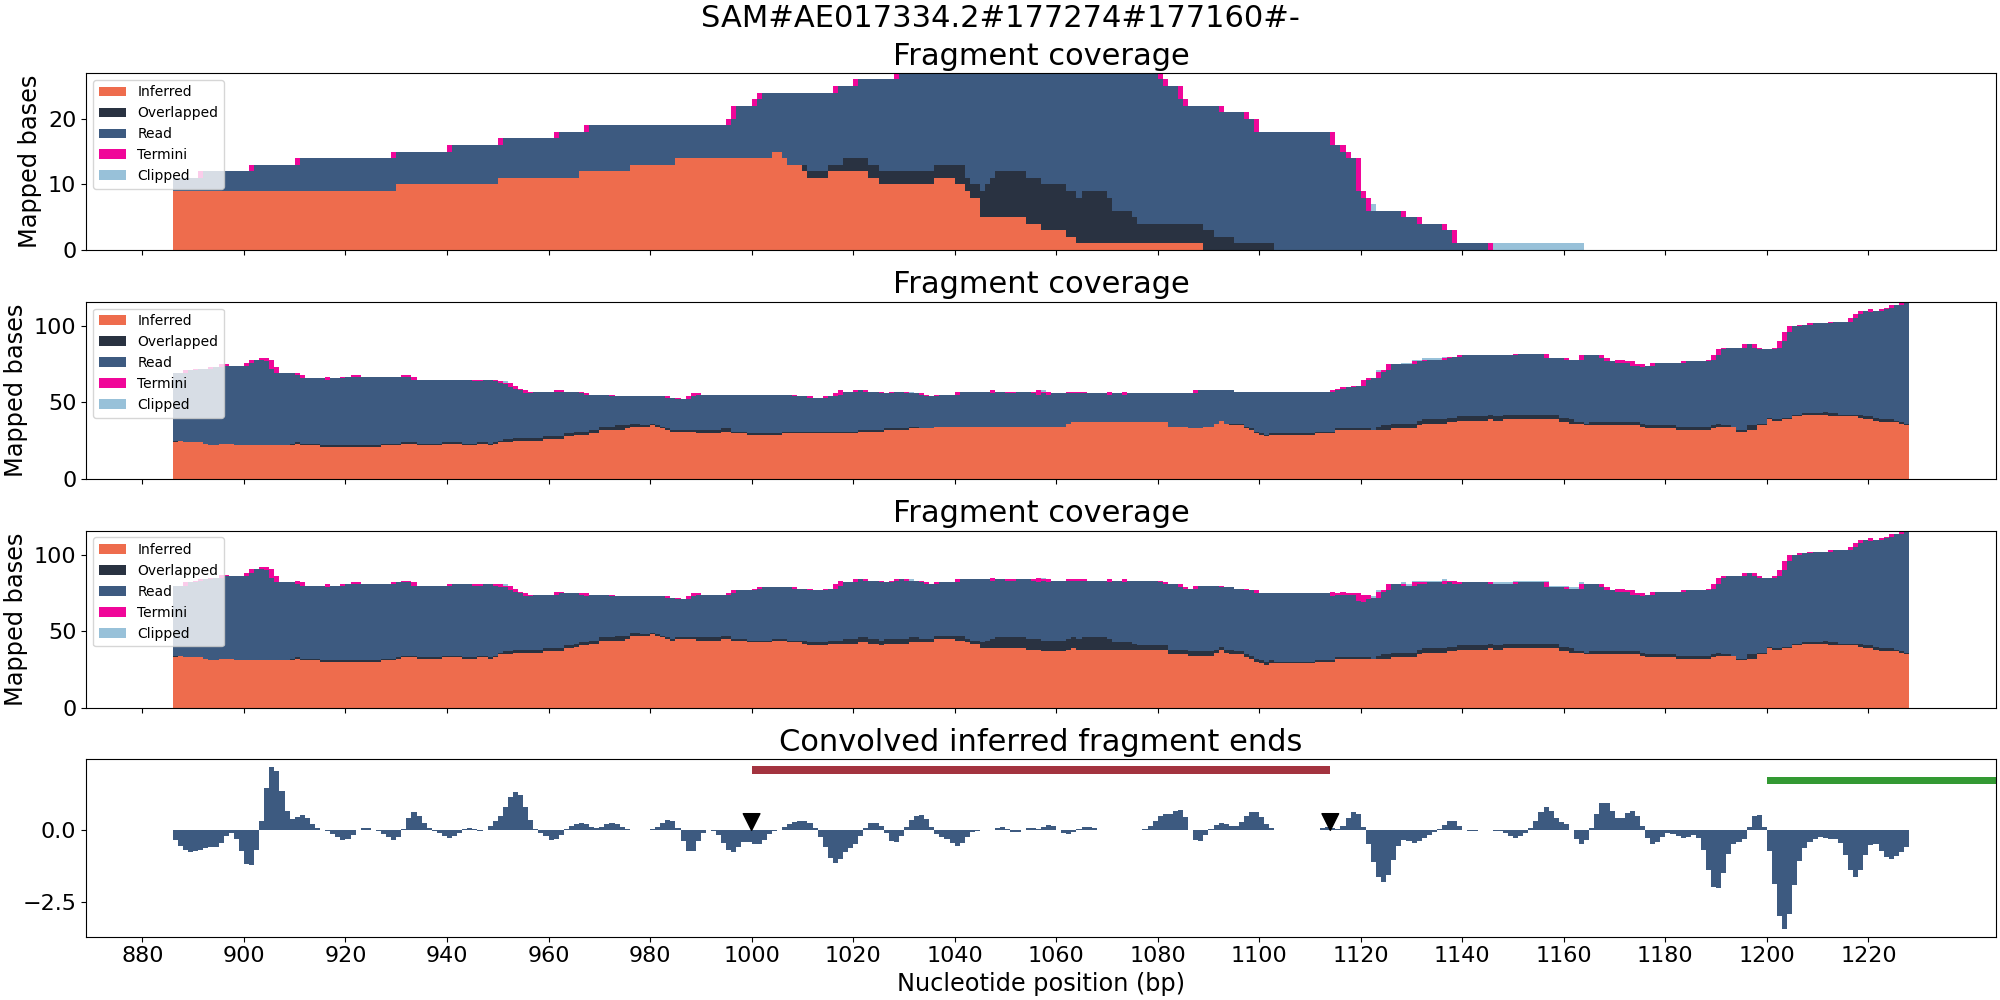 SAM#AE017334.2#177274#177160#-
Fragment coverage
Mapped bases
20
10
0
Inferred
Overlapped
Read
Termini
Clipped
Fragment coverage
Mapped bases
100
50
0
Inferred
Overlapped
Read
Termini
Clipped
Fragment coverage
Mapped bases
100
50
0
Inferred
Overlapped
Read
Termini
Clipped
Convolved inferred fragment ends
0.0
−2.5
880 900 920 940 960 980 1000 1020 1040 1060 1080 1100 1120 1140 1160 1180 1200 1220
Nucleotide position (bp)